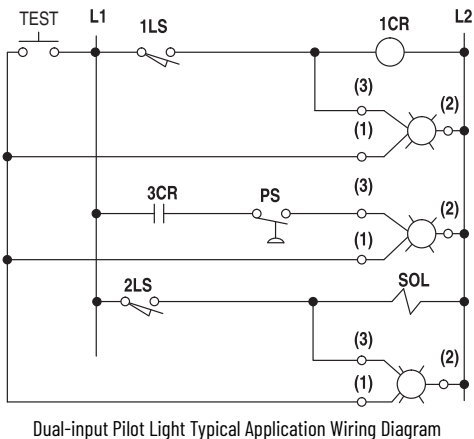 TEST L1 L2
1LS 1CR
(3)
(2)
(1)
3CR PS (3)
(2)
(1)
2LS SOL
(3)
(2)
(1)
Dual-input Pilot Light Typical Application Wiring Diagram